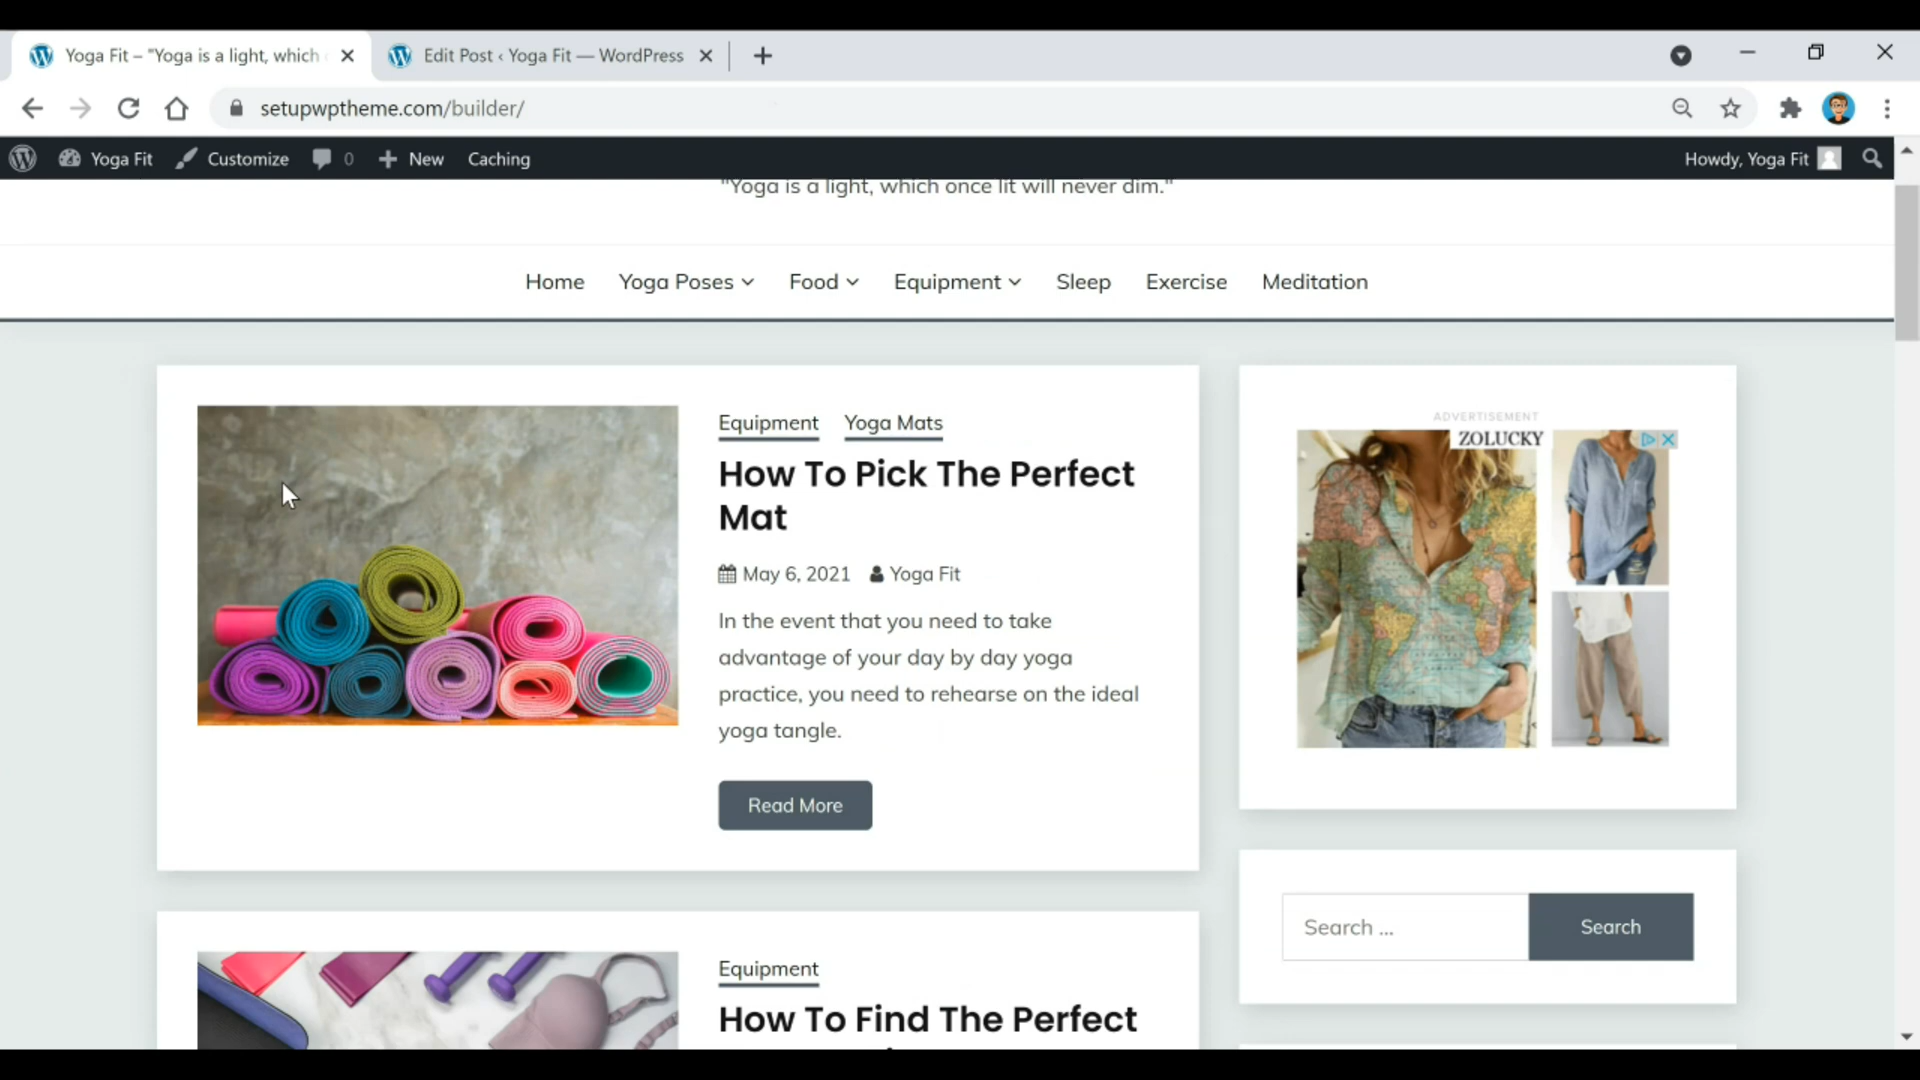 Yoga Fit – "Yoga is a light, which
Edit Post ‹ Yoga Fit — WordPress
setupwptheme.com/builder/
Yoga Fit
Customize
0
New
Caching
Howdy, Yoga Fit
"Yoga is a light, which once lit will never dim."
Home
Yoga Poses
Food
Equipment
Sleep
Exercise
Meditation
Equipment
Yoga Mats
How To Pick The Perfect
Mat
May 6, 2021
Yoga Fit
In the event that you need to take
advantage of your day by day yoga
practice, you need to rehearse on the ideal
yoga tangle.
Read More
ADVERTISEMENT
ZOLUCKY
Search ...
Search
Equipment
How To Find The Perfect